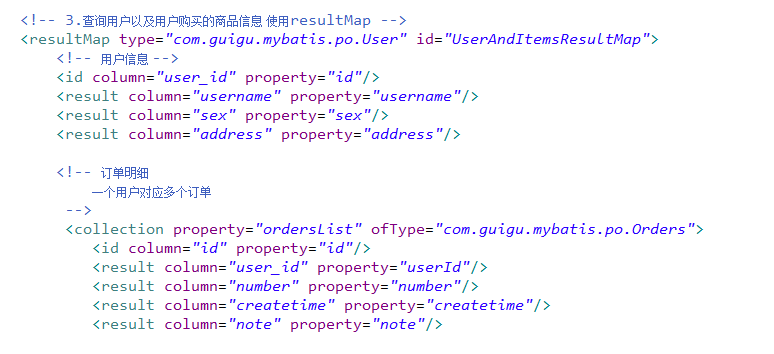 <!-- 3.查询用户以及用户购买的商品信息 使用resultMap -->
<resultMap type="com.guigu.mybatis.po.User" id="UserAndItemsResultMap">
<!-- 用户信息 -->
<id column="user_id" property="id"/>
<result column="username" property="username"/>
<result column="sex" property="sex"/>
<result column="address" property="address"/>
<!-- 订单明细
一个用户对应多个订单
-->
<collection property="ordersList" ofType="com.guigu.mybatis.po.Orders">
<id column="id" property="id"/>
<result column="user_id" property="userId"/>
<result column="number" property="number"/>
<result column="createtime" property="createtime"/>
<result column="note" property="note"/>